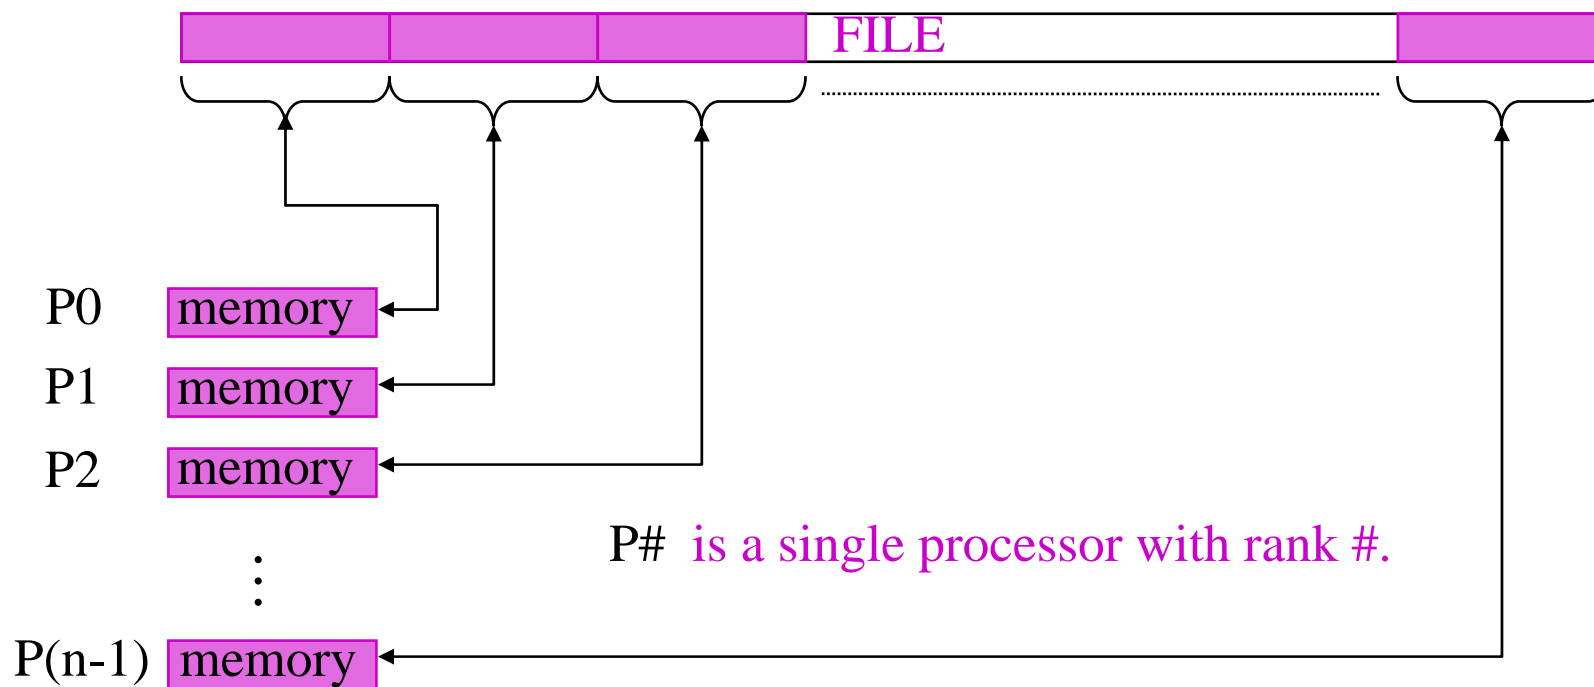 FILE
P0 memory
P1 memory
P2 memory
P# is a single processor with rank #.
P(n-1) memory